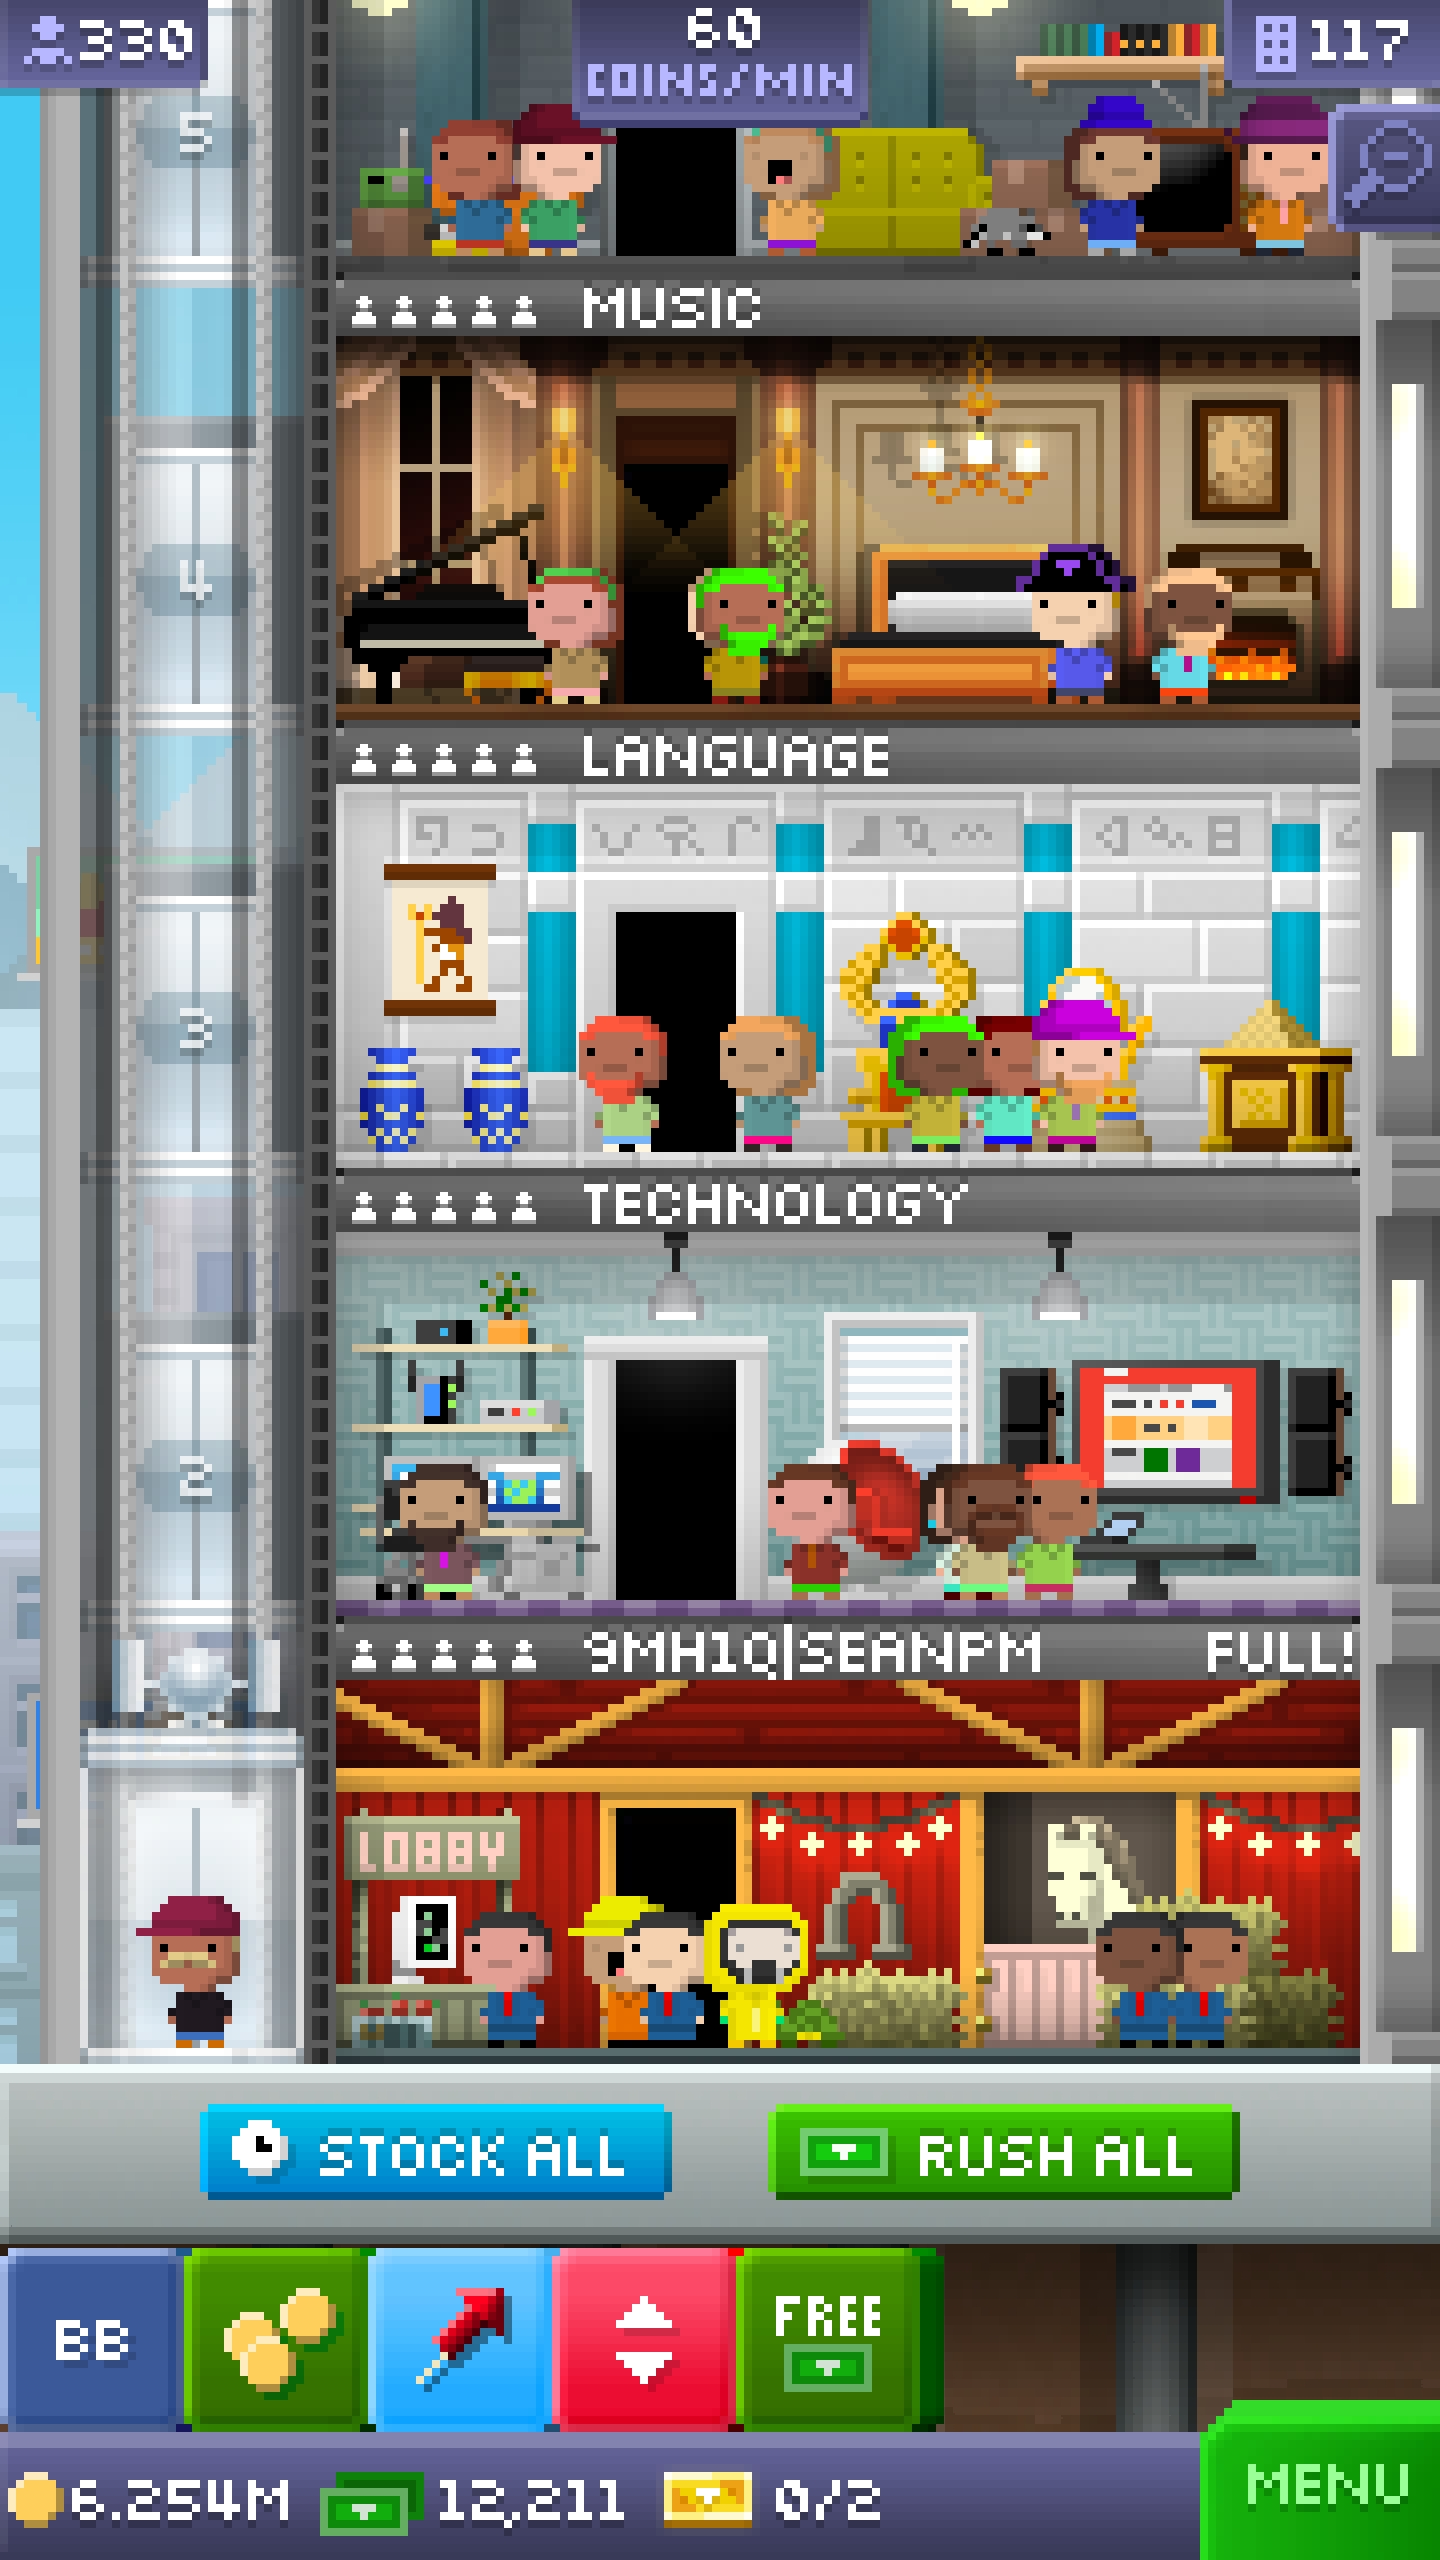 330
60
COINS/MIN
117
5
MUSIC
4
LANGUAGE
3
TECHNOLOGY
2
9MH1Q|SEANPM FULL!
LOBBY
STOCK ALL
RUSH ALL
BB
FREE
6.254M
12,211
0/2
MENU